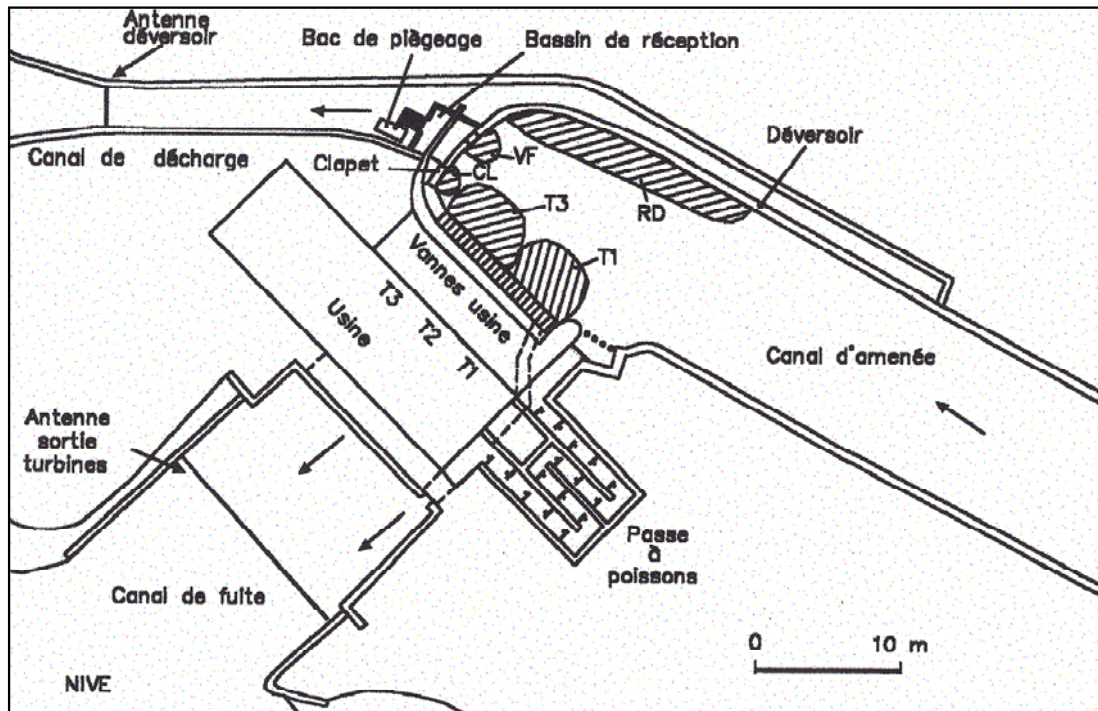 Antenne
déversoir
Bac de piègeage
Bassin de réception
Canal de décharge
Clapet
VF
CL
Déversoir
T3
RD
T1
Vannes usine
T3
T2
T1
Usine
Canal d'amenée
Antenne
sortie
turbines
Passe
à
poissons
Canal de fuite
0 10 m
NIVE